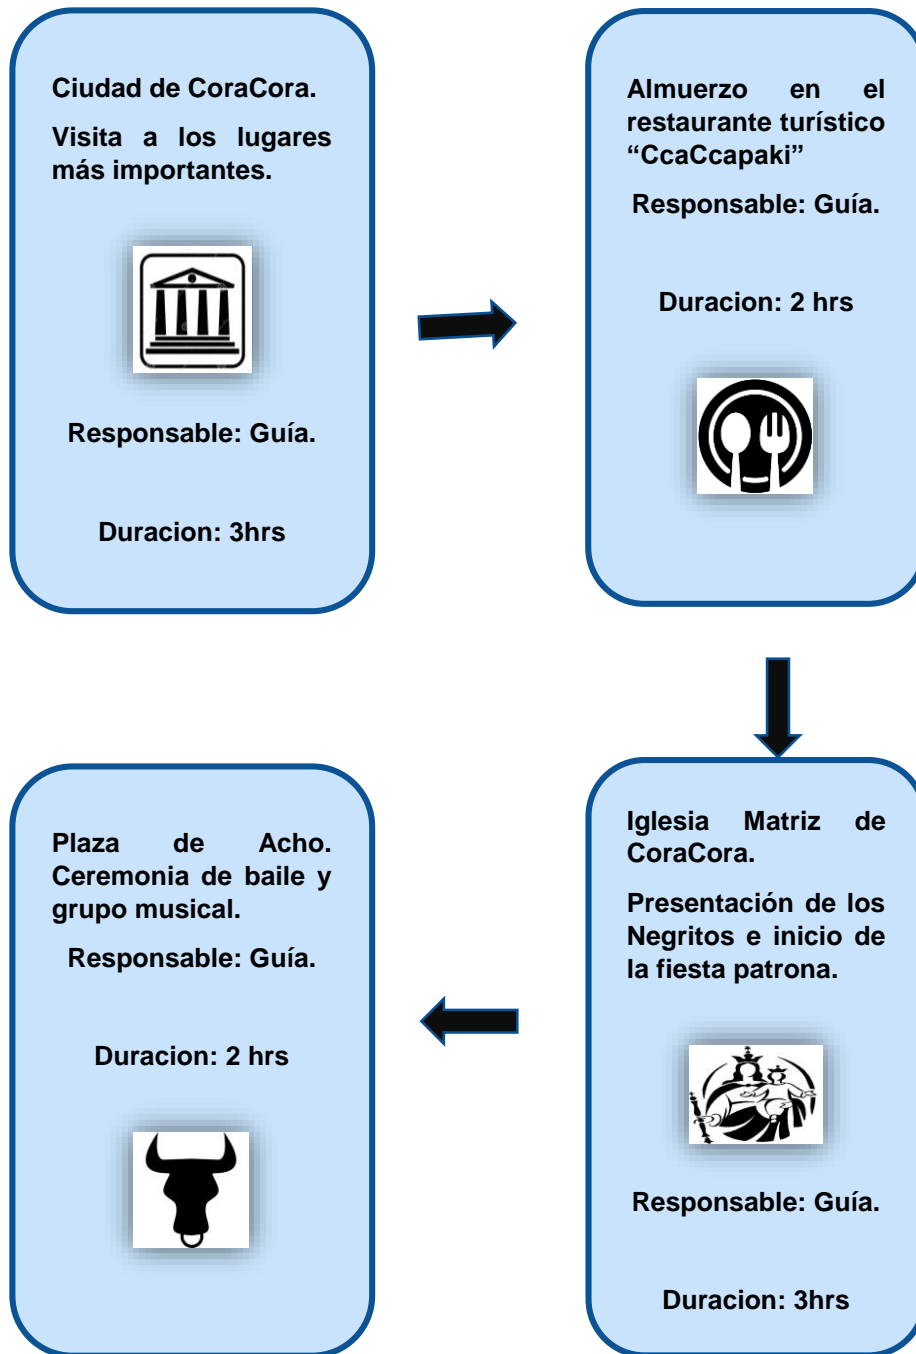 Ciudad de CoraCora.
Visita a los lugares
más importantes.
Responsable: Guía.
Duracion: 3hrs
Almuerzo en el
restaurante turístico
“CcaCcapaki”
Responsable: Guía.
Duracion: 2 hrs
Iglesia Matriz de
CoraCora.
Presentación de los
Negritos e inicio de
la fiesta patrona.
Responsable: Guía.
Duracion: 3hrs
Plaza de Acho.
Ceremonia de baile y
grupo musical.
Responsable: Guía.
Duracion: 2 hrs